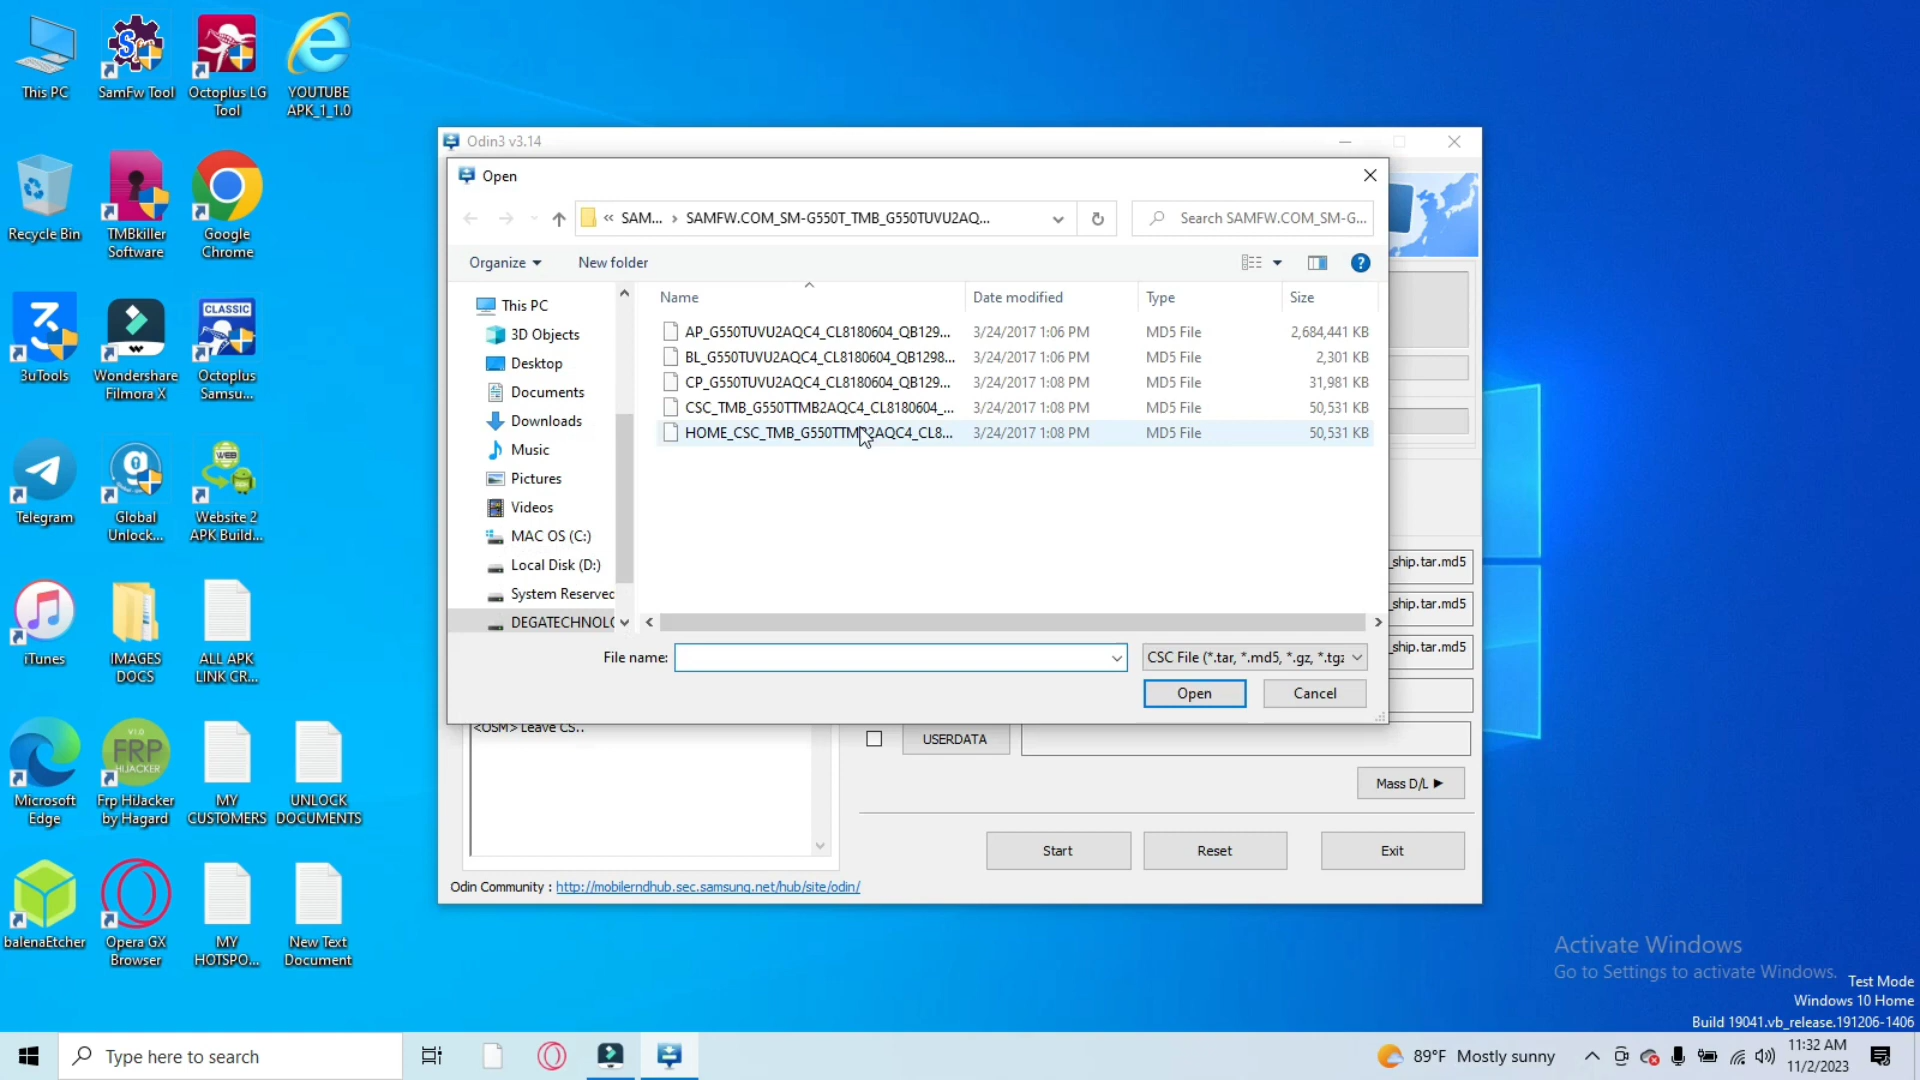 This PC
SamFw Tool
Octoplus LG
Tool
YOUTUBE
APK_1_1.0
Recycle Bin
TMBkiller
Software
Google
Chrome
3uTools
Wondershare
Filmora X
CLASSIC
Octoplus
Samsu...
Telegram
Global
Unlock...
WEB
Website 2
APK Build...
iTunes
IMAGES
DOCS
ALL APK
LINK CR...
Microsoft
Edge
V1.0
FRP
HIJACKER
Frp HiJacker
by Hagard
MY
CUSTOMERS
UNLOCK
DOCUMENTS
balenaEtcher
Opera GX
Browser
MY
HOTSPO...
New Text
Document
Odin3 v3.14
Open
« SAM... › SAMFW.COM_SM-G550T_TMB_G550TUVU2AQ...
Search SAMFW.COM_SM-G...
Organize
New folder
This PC
3D Objects
Desktop
Documents
Downloads
Music
Pictures
Videos
MAC OS (C:)
Local Disk (D:)
System Reserved
DEGATECHNOLO
Name Date modified Type Size
AP_G550TUVU2AQC4_CL8180604_QB129... 3/24/2017 1:06 PM MD5 File 2,684,441 KB
BL_G550TUVU2AQC4_CL8180604_QB1298... 3/24/2017 1:06 PM MD5 File 2,301 KB
CP_G550TUVU2AQC4_CL8180604_QB129... 3/24/2017 1:08 PM MD5 File 31,981 KB
CSC_TMB_G550TTMB2AQC4_CL8180604_... 3/24/2017 1:08 PM MD5 File 50,531 KB
HOME_CSC_TMB_G550TTMB2AQC4_CL8... 3/24/2017 1:08 PM MD5 File 50,531 KB
File name:
CSC File (*.tar, *.md5, *.gz, *.tgz
Open
Cancel
_ship.tar.md5
_ship.tar.md5
_ship.tar.md5
<OSM> Leave CS..
USERDATA
Mass D/L ►
Start
Reset
Exit
Odin Community : http://mobilerndhub.sec.samsung.net/hub/site/odin/
Activate Windows
Go to Settings to activate Windows.
Test Mode
Windows 10 Home
Build 19041.vb_release.191206-1406
Type here to search
89°F Mostly sunny
11:32 AM
11/2/2023